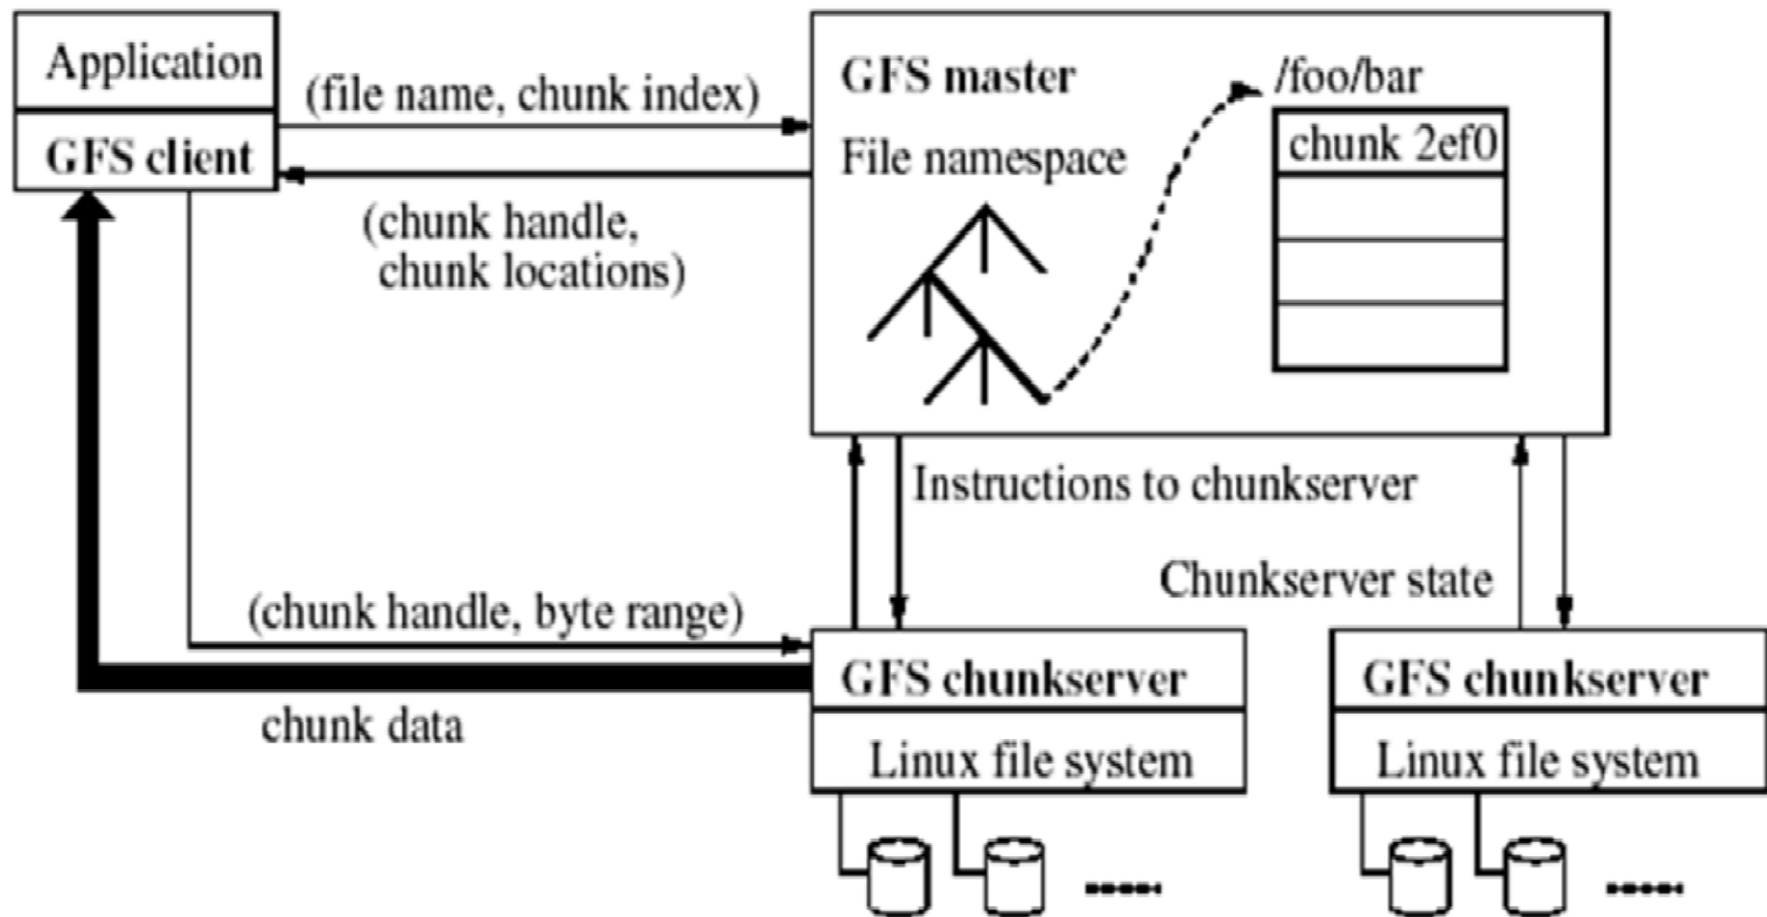 Application
GFS client
(file name, chunk index)
(chunk handle,
chunk locations)
GFS master
File namespace
/foo/bar
chunk 2ef0
Instructions to chunkserver
Chunkserver state
(chunk handle, byte range)
chunk data
GFS chunkserver
Linux file system
GFS chunkserver
Linux file system